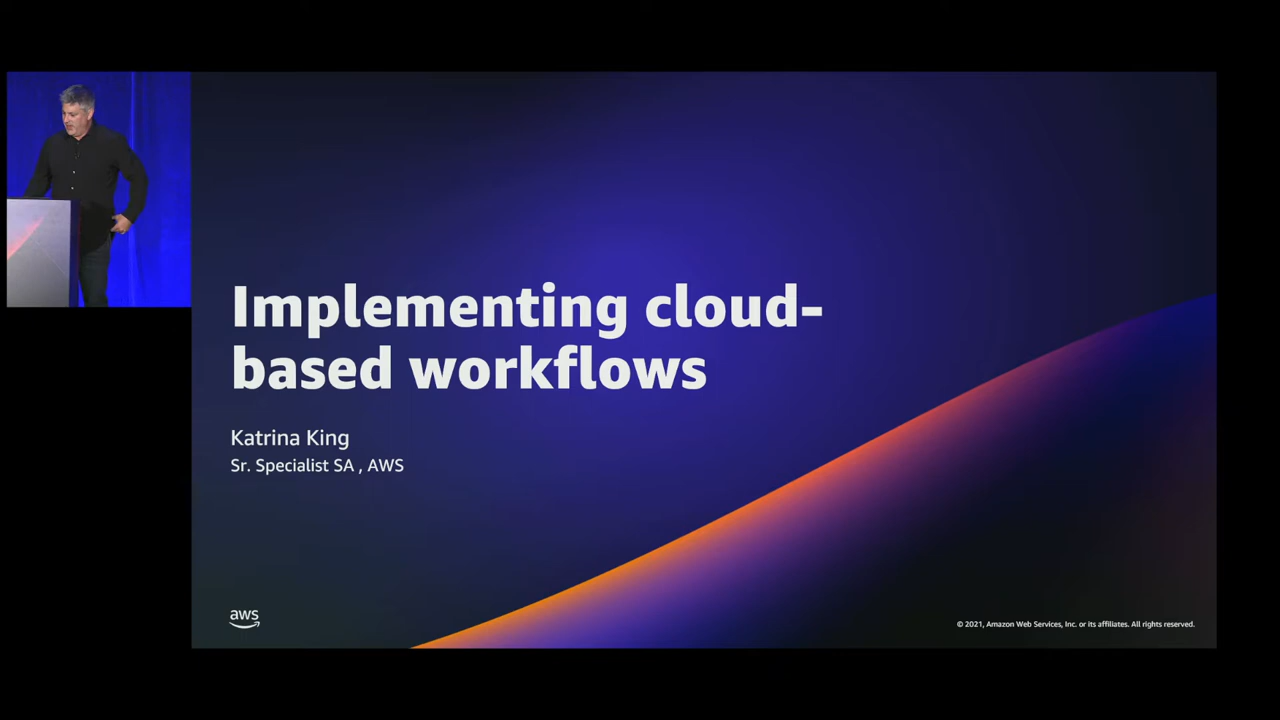 Implementing cloud-
based workflows
Katrina King
Sr. Specialist SA , AWS
aws
© 2021, Amazon Web Services, Inc. or its affiliates. All rights reserved.